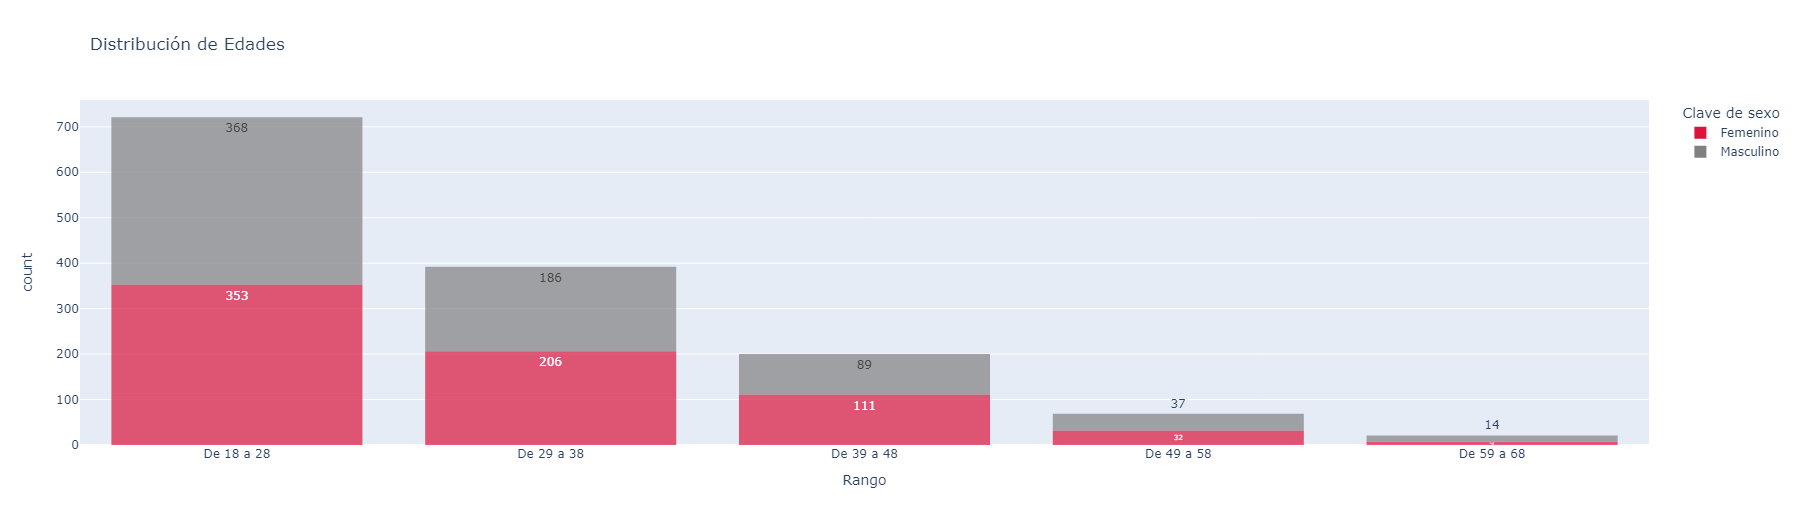 Distribución de Edades
Clave de sexo
Femenino
Masculino
count
700
600
500
400
300
200
100
0
368
353
186
206
89
111
37
32
14
De 18 a 28
De 29 a 38
De 39 a 48
De 49 a 58
De 59 a 68
Rango